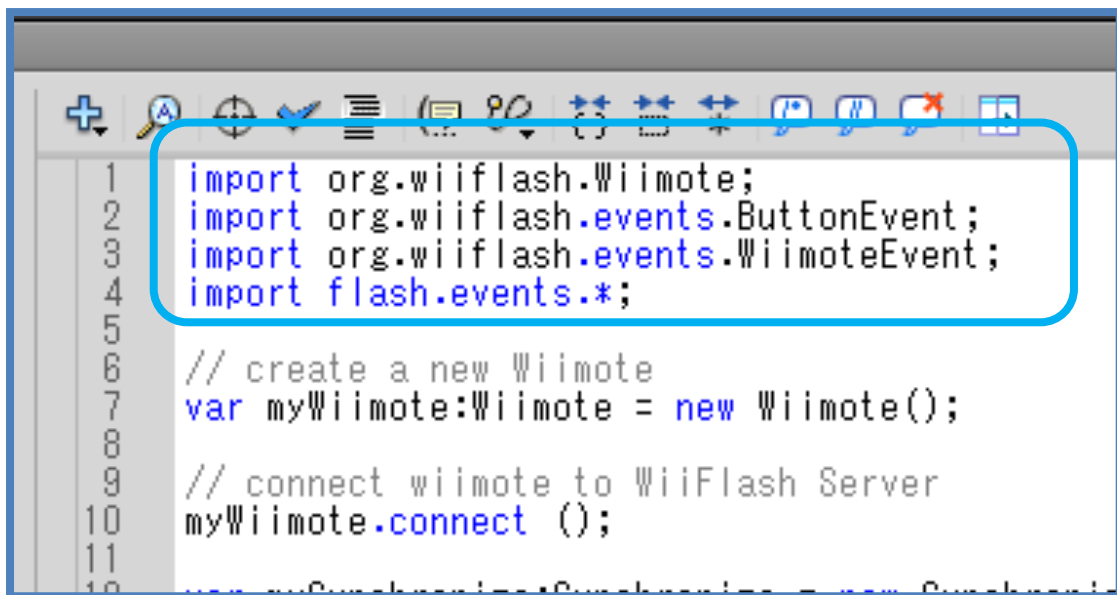 1 import org.wiiflash.Wiimote;
2 import org.wiiflash.events.ButtonEvent;
3 import org.wiiflash.events.WiimoteEvent;
4 import flash.events.*;
5
6 // create a new Wiimote
7 var myWiimote:Wiimote = new Wiimote();
8
9 // connect wiimote to WiiFlash Server
10 myWiimote.connect ();
11